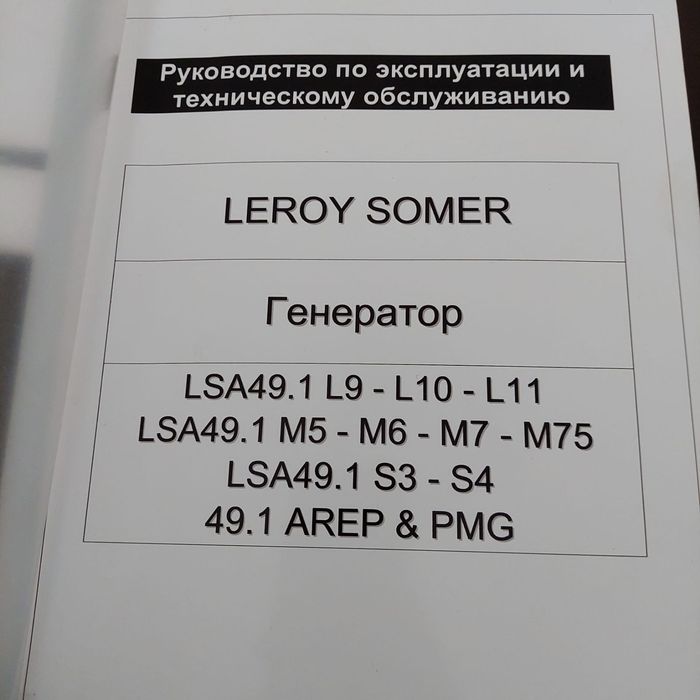 Руководство по эксплуатации и
техническому обслуживанию
LEROY SOMER
Генератор
LSA49.1 L9 - L10 - L11
LSA49.1 M5 - M6 - M7 - M75
LSA49.1 S3 - S4
49.1 AREP & PMG